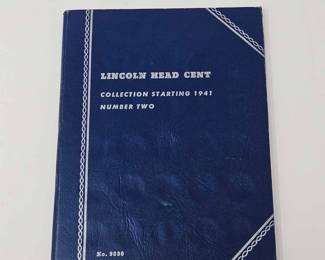 LINCOLN HEAD CENT
COLLECTION STARTING 1941
NUMBER TWO
No. 9030